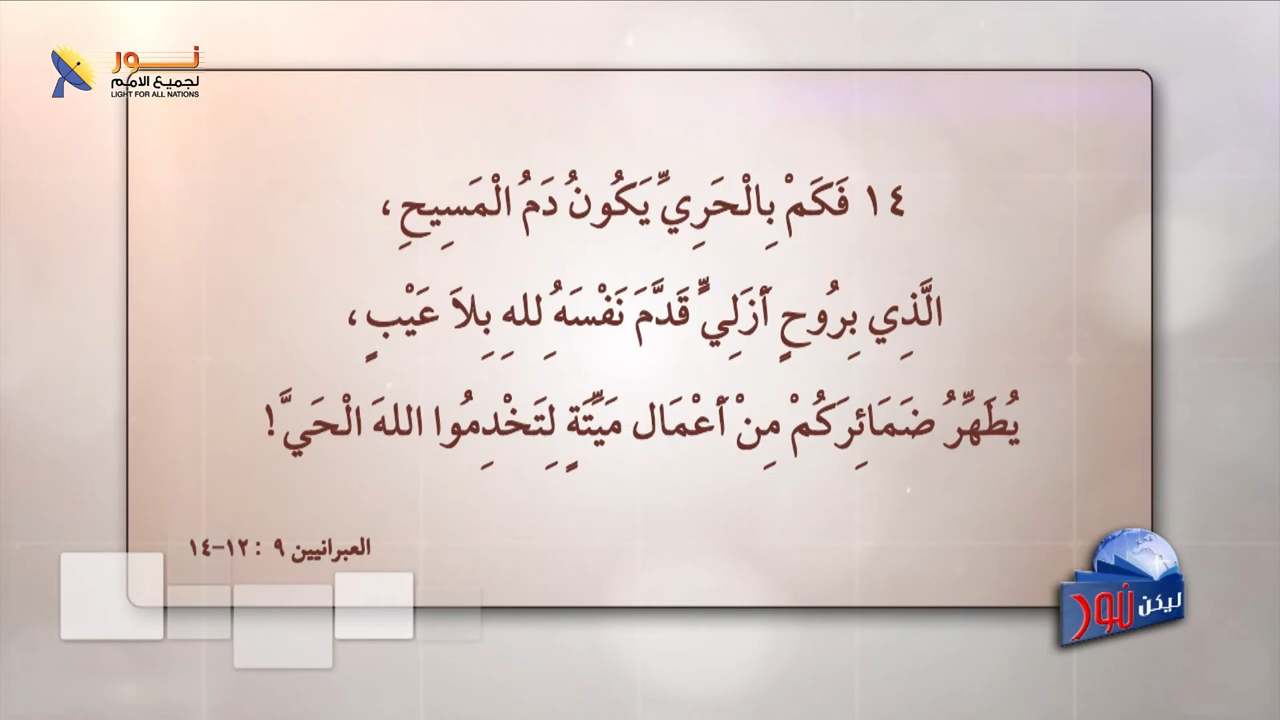 نور
لجميع الامم
LIGHT FOR ALL NATIONS
١٤ فَكَمْ بِالْحَرِيِّ يَكُونُ دَمُ الْمَسِيحِ،
الَّذِي بِرُوحٍ أَزَلِيٍّ قَدَّمَ نَفْسَهُ لِلهِ بِلاَ عَيْبٍ،
يُطَهِّرُ ضَمَائِرَكُمْ مِنْ أَعْمَال مَيِّتَةٍ لِتَخْدِمُوا اللهَ الْحَيَّ!
العبرانيين ٩ : ١٢-١٤
ليكن نور